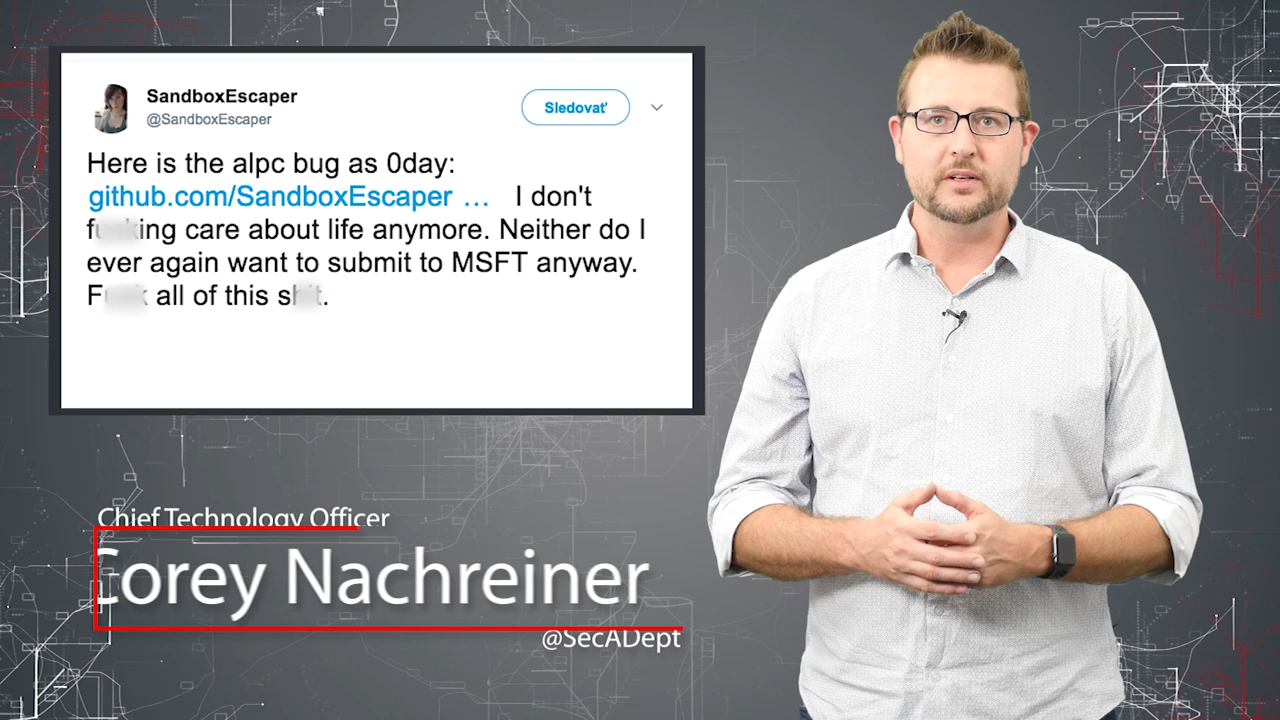 SandboxEscaper
@SandboxEscaper
Sledovať
Here is the alpc bug as 0day:
github.com/SandboxEscaper ... I don't
care about life anymore. Neither do I
ever again want to submit to MSFT anyway.
all of this
Chief Technology Officer
Corey Nachreiner
@SecADept